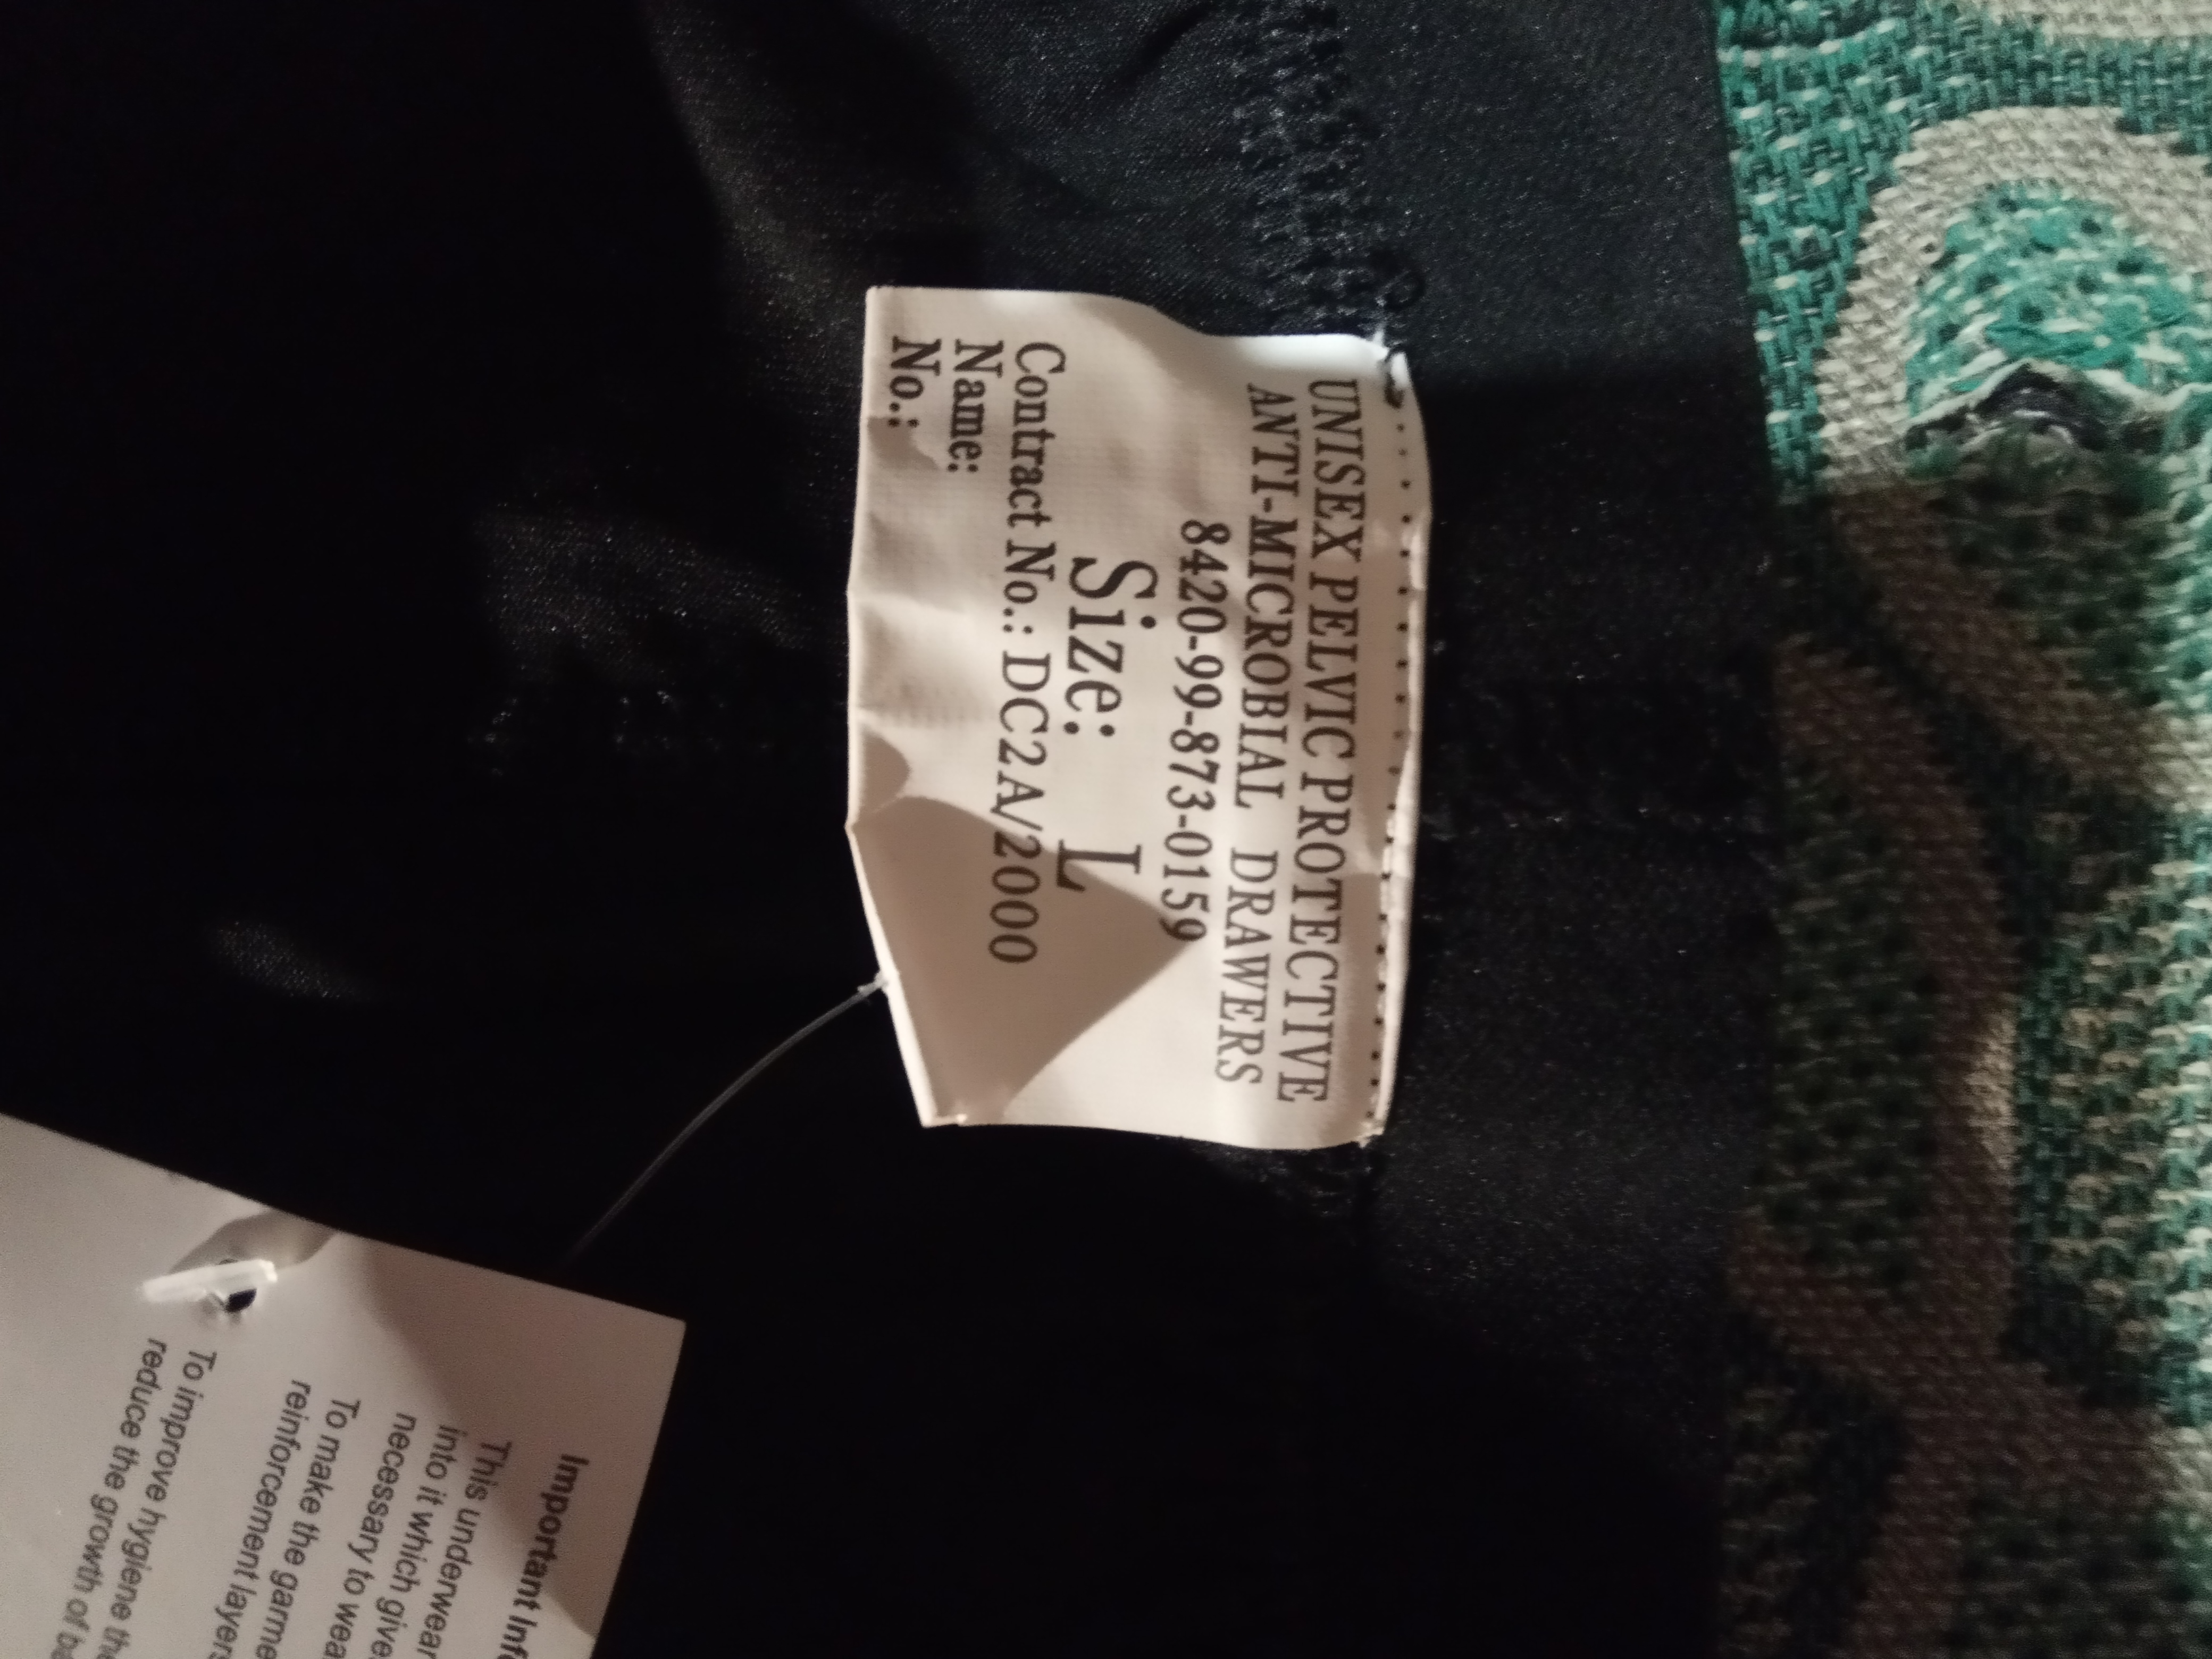 UNISEX PELVIC PROTECTIVE
ANTI-MICROBIAL DRAWERS
8420-99-873-0159
Size: L
Contract No.: DC2A/2000
Name:
No.:
Important
This underwear
into it which give
necessary to wea
To make the garme
reinforcement layers
To improve hygiene the
reduce the growth of ba